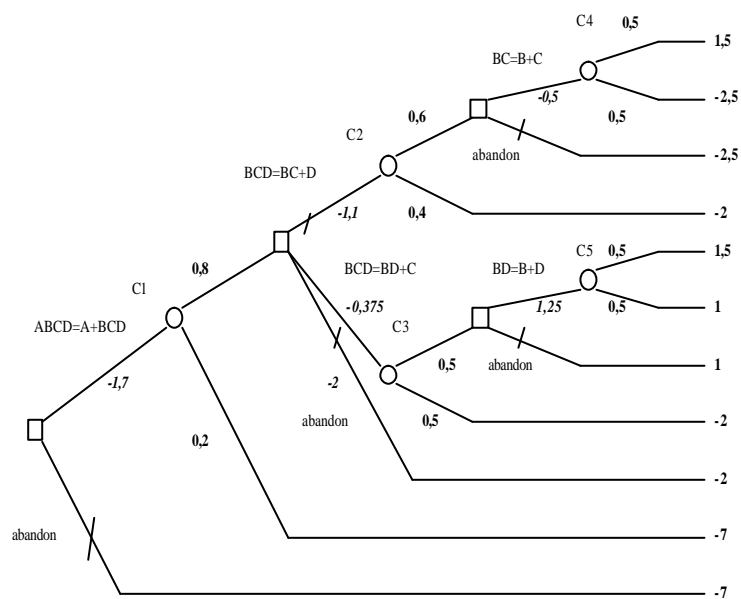 C4
0,5
1,5
BC=B+C
-0,5
-2,5
0,6
0,5
C2
abandon
-2,5
BCD=BC+D
-1,1
0,4
-2
C5
0,5
1,5
0,8
BCD=BD+C
BD=B+D
C1
-0,375
1,25
0,5
1
ABCD=A+BCD
C3
-1,7
-2
0,5
abandon
1
abandon
0,5
-2
0,2
-2
abandon
-7
-7